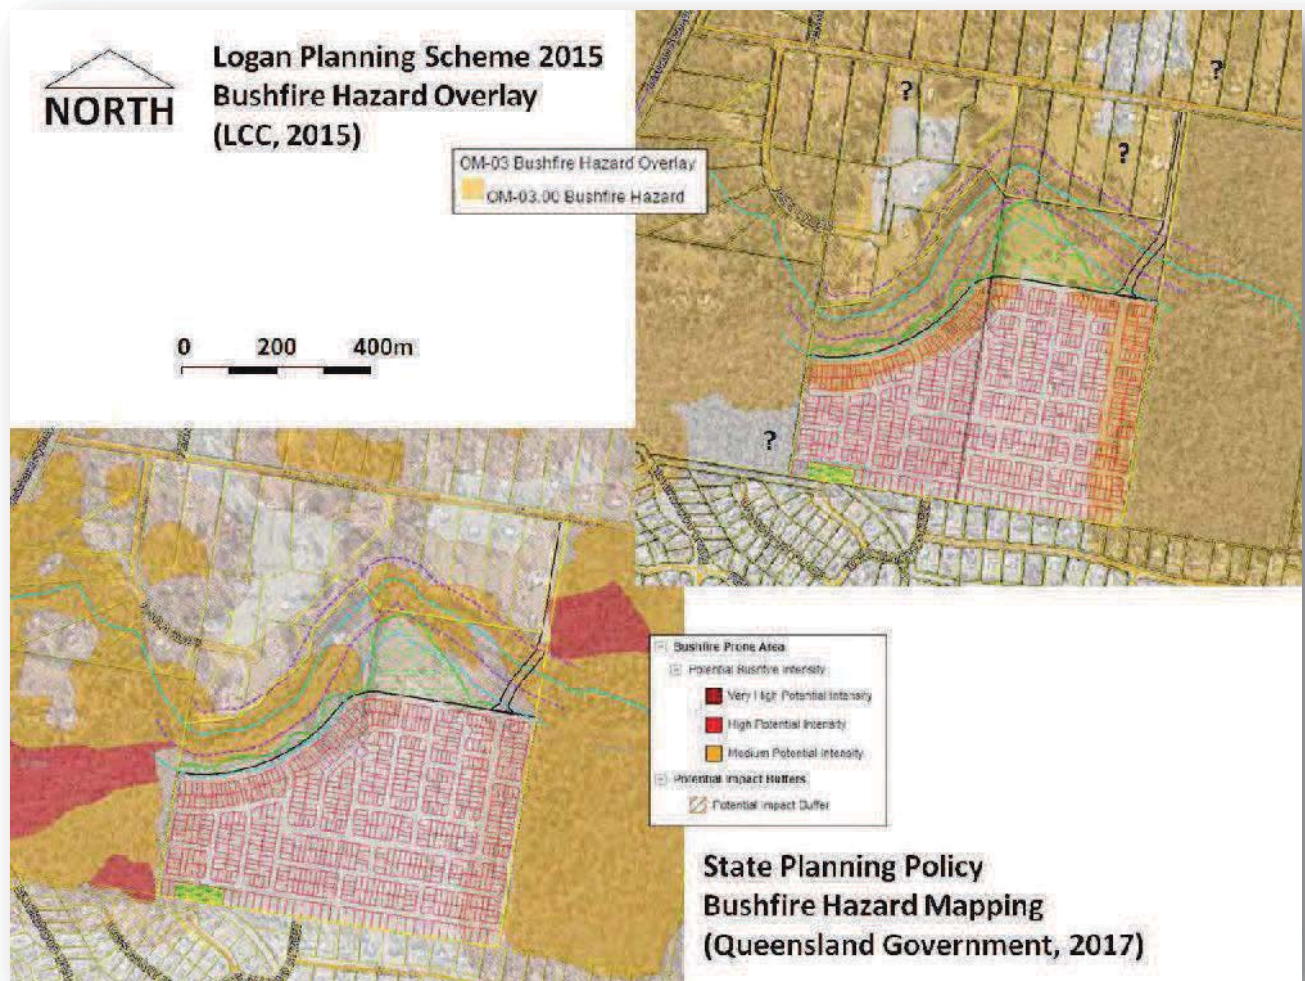 NORTH
Logan Planning Scheme 2015
Bushfire Hazard Overlay
(LCC, 2015)
OM-03 Bushfire Hazard Overlay
OM-03.00 Bushfire Hazard
0 200 400m
?
?
?
?
Bushfire Prone Area
Potential Bushfire Intensity
Very High Potential Intensity
High Potential Intensity
Medium Potential Intensity
Potential Impact Buffers
Potential Impact Buffer
State Planning Policy
Bushfire Hazard Mapping
(Queensland Government, 2017)